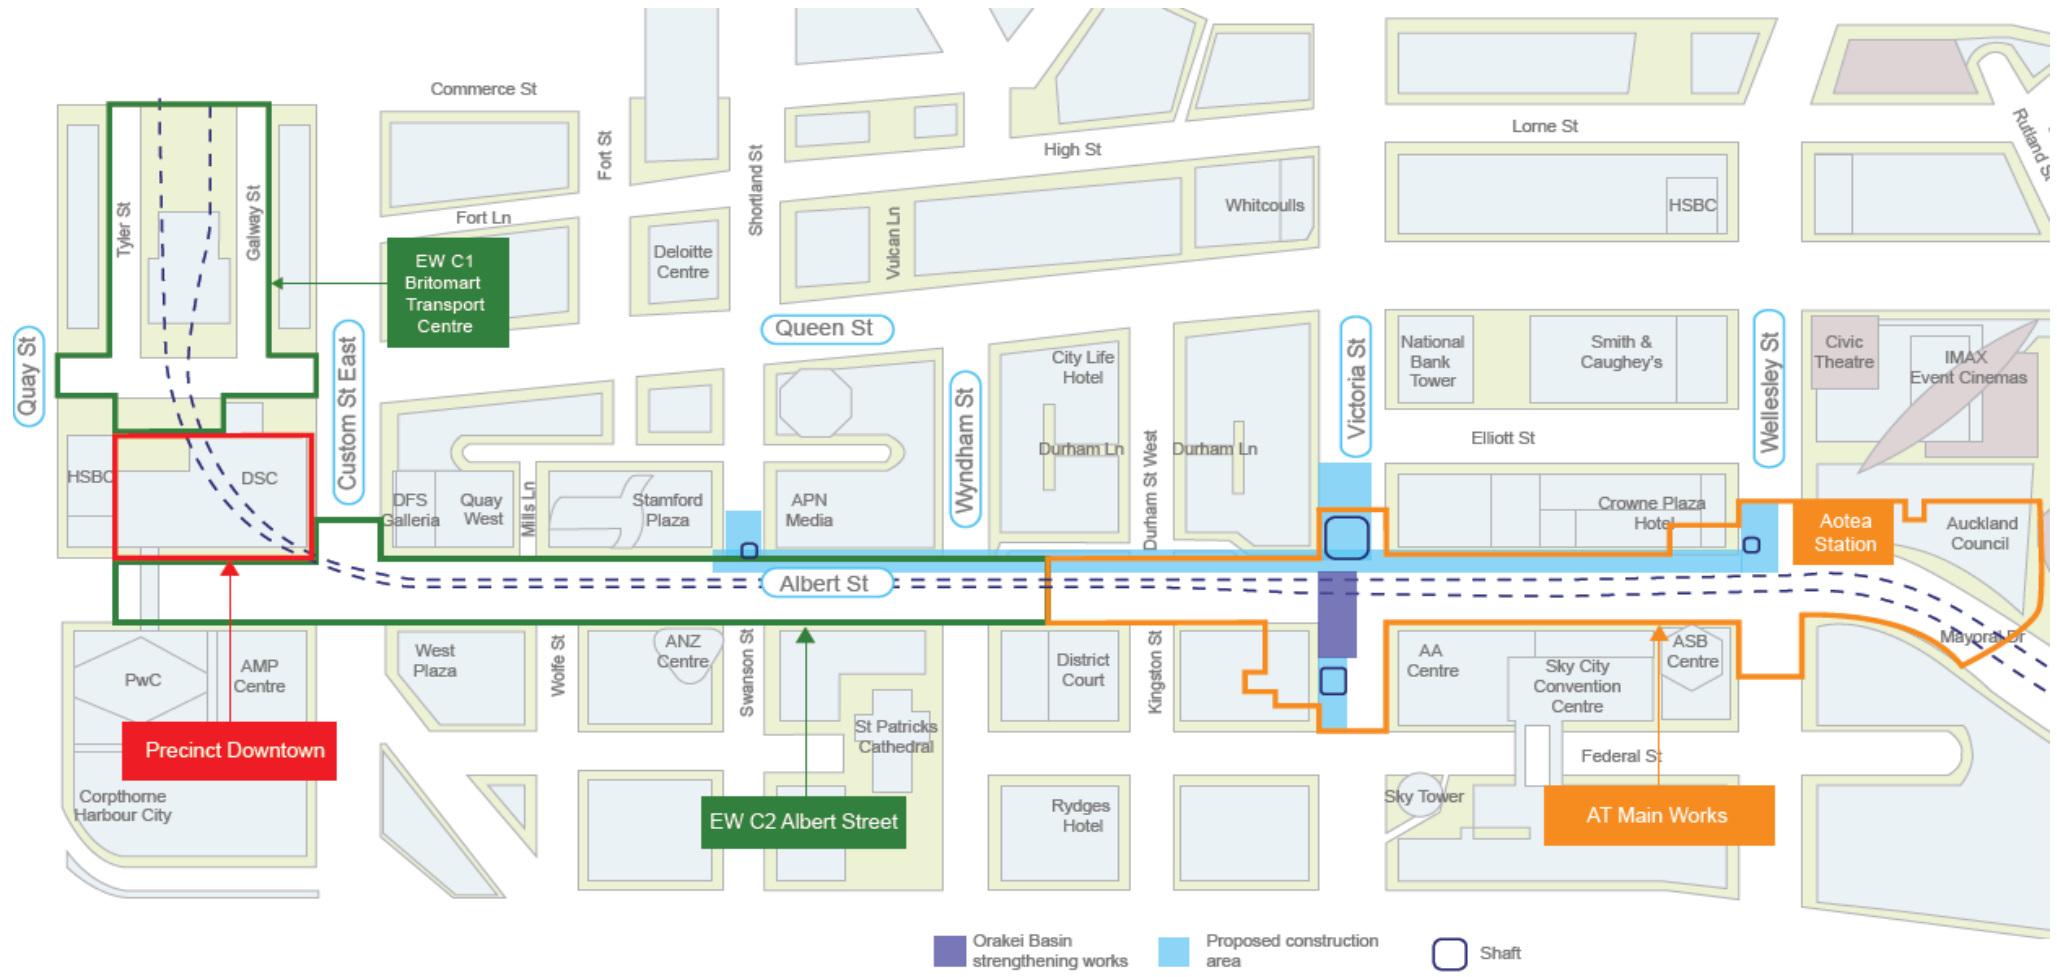 Commerce St
Lorne St
Rutland St
High St
Fort St
Shortland St
Tyler St
Galway St
Fort Ln
Vulcan Ln
Whitcoulls
HSBC
Deloitte
Centre
EW C1
Britomart
Transport
Centre
Queen St
Quay St
Custom St East
Wyndham St
Victoria St
Wellesley St
City Life
Hotel
National
Bank
Tower
Smith &
Caughey's
Civic
Theatre
IMAX
Event Cinemas
Durham Ln
Durham St West
Durham Ln
Elliott St
HSBC
DSC
DFS
Galleria
Quay
West
Mills Ln
Stamford
Plaza
APN
Media
Crowne Plaza
Hotel
Aotea
Station
Auckland
Council
Albert St
Mayoral Dr
PwC
AMP
Centre
West
Plaza
Wolfe St
ANZ
Centre
Swanson St
St Patricks
Cathedral
District
Court
Kingston St
AA
Centre
Sky City
Convention
Centre
ASB
Centre
Precinct Downtown
Federal St
Corpthorne
Harbour City
EW C2 Albert Street
Rydges
Hotel
Sky Tower
AT Main Works
Orakei Basin
strengthening works
Proposed construction
area
Shaft